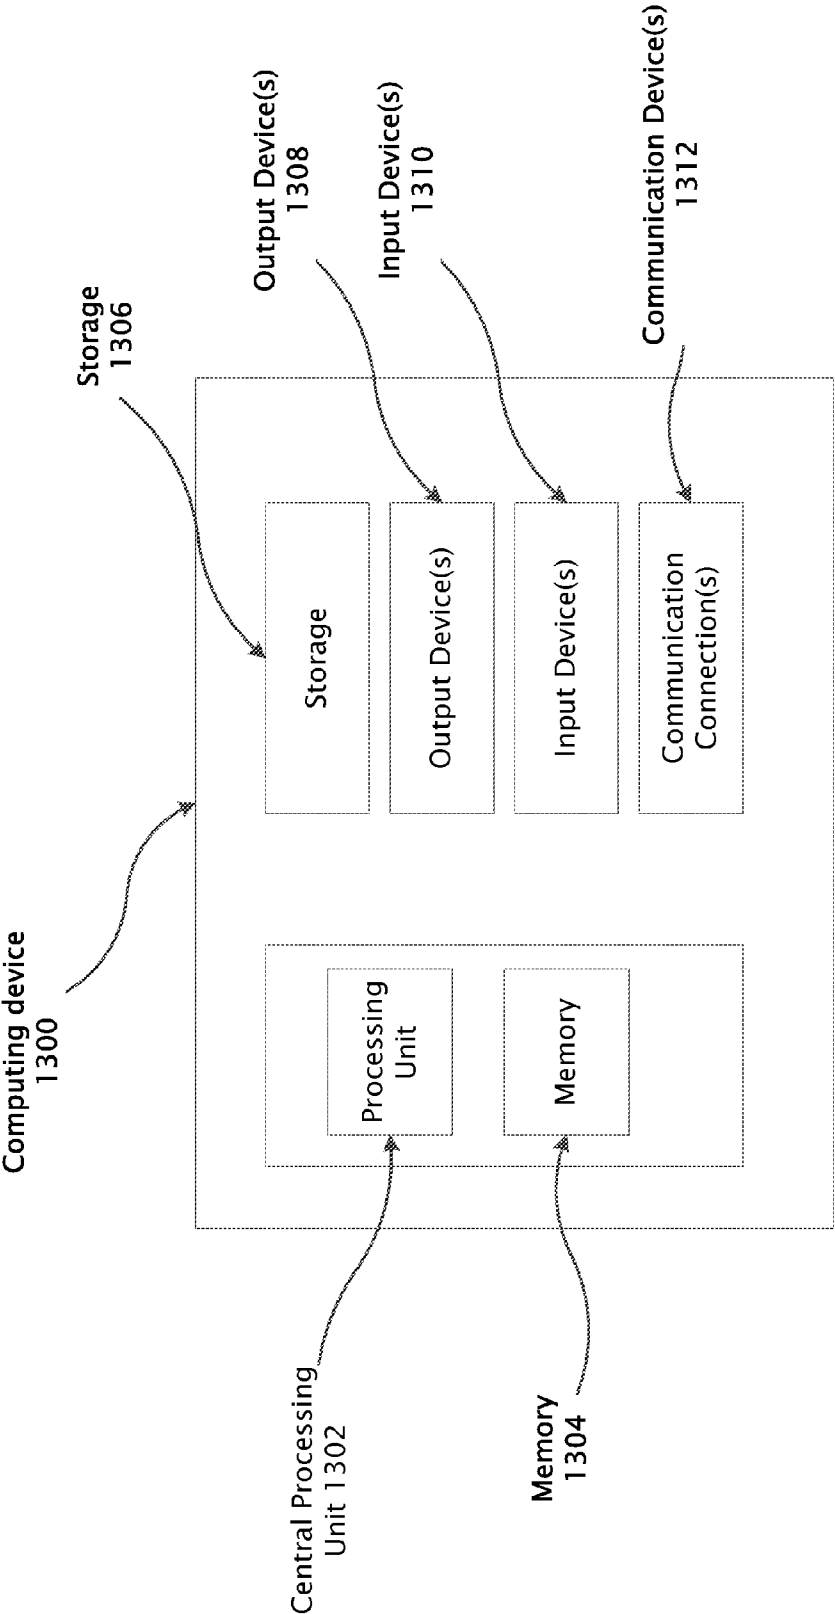 Computing device
1300
Storage
1306
Output Device(s)
1308
Input Device(s)
1310
Communication Device(s)
1312
Central Processing
Unit 1302
Memory
1304
Processing
Unit
Memory
Storage
Output Device(s)
Input Device(s)
Communication
Connection(s)